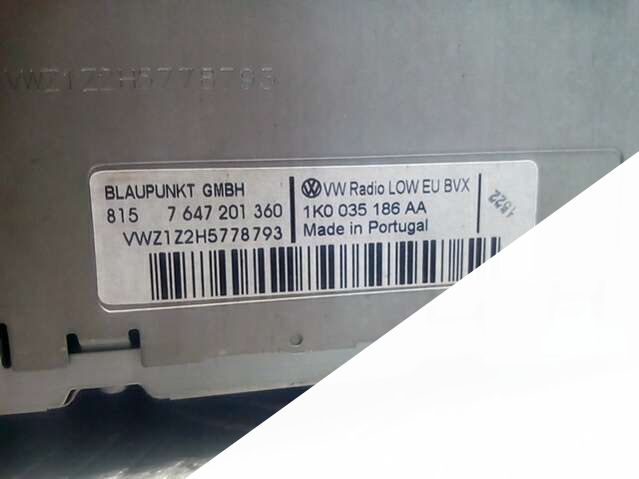 VWZ1Z2H5778793
BLAUPUNKT GMBH
815 7 647 201 360
VWZ1Z2H5778793
VW Radio LOW EU BVX
1K0 035 186 AA
Made in Portugal
1522